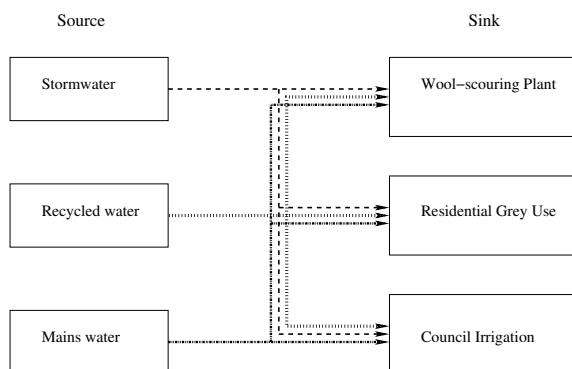 Source
Sink
Stormwater
Wool−scouring Plant
Recycled water
Residential Grey Use
Mains water
Council Irrigation